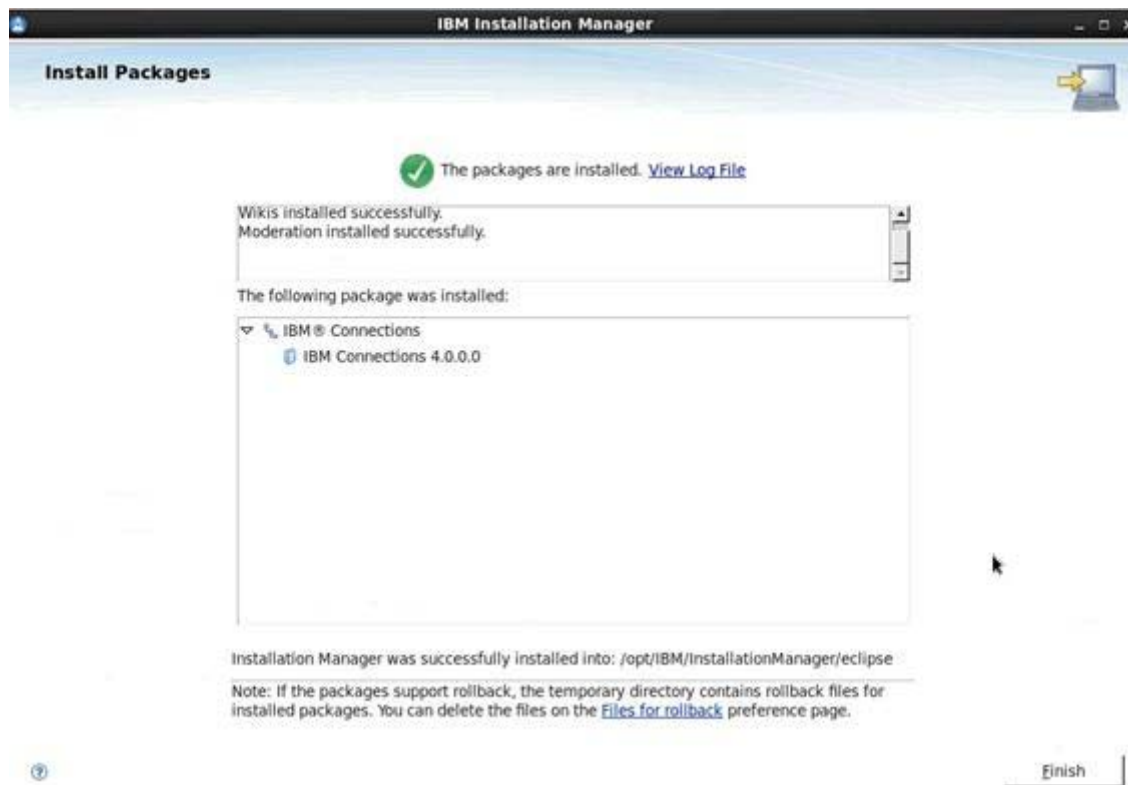 IBM Installation Manager
Install Packages
The packages are installed. View Log File
Wikis installed successfully.
Moderation installed successfully.
The following package was installed:
IBM® Connections
IBM Connections 4.0.0.0
Installation Manager was successfully installed into: /opt/IBM/InstallationManager/eclipse
Note: If the packages support rollback, the temporary directory contains rollback files for
installed packages. You can delete the files on the Files for rollback preference page.
Finish